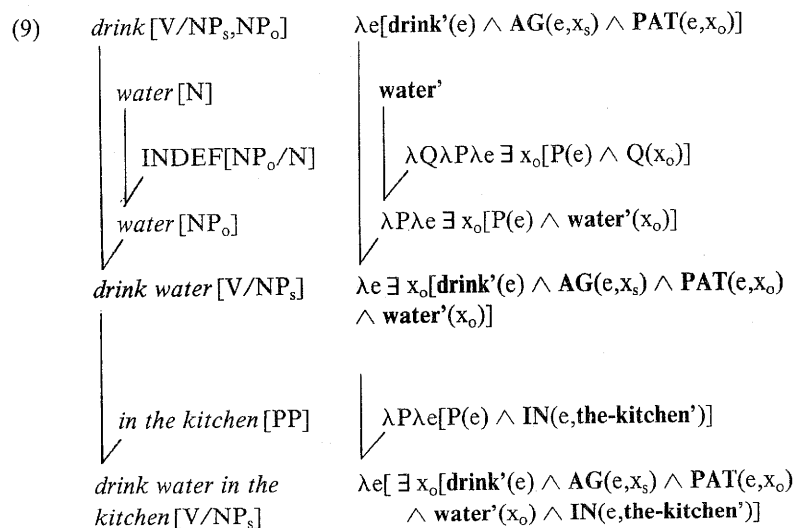 (9) drink [V/NPₛ,NPₒ] λe[drink’(e) ∧ AG(e,xₛ) ∧ PAT(e,xₒ)]
water [N] water’
INDEF[NPₒ/N] λQλPλe ∃ xₒ[P(e) ∧ Q(xₒ)]
water [NPₒ] λPλe ∃ xₒ[P(e) ∧ water’(xₒ)]
drink water [V/NPₛ] λe ∃ xₒ[drink’(e) ∧ AG(e,xₛ) ∧ PAT(e,xₒ)
∧ water’(xₒ)]
in the kitchen [PP] λPλe[P(e) ∧ IN(e,the-kitchen’)]
drink water in the λe[ ∃ xₒ[drink’(e) ∧ AG(e,xₛ) ∧ PAT(e,xₒ)
kitchen [V/NPₛ] ∧ water’(xₒ) ∧ IN(e,the-kitchen’)]